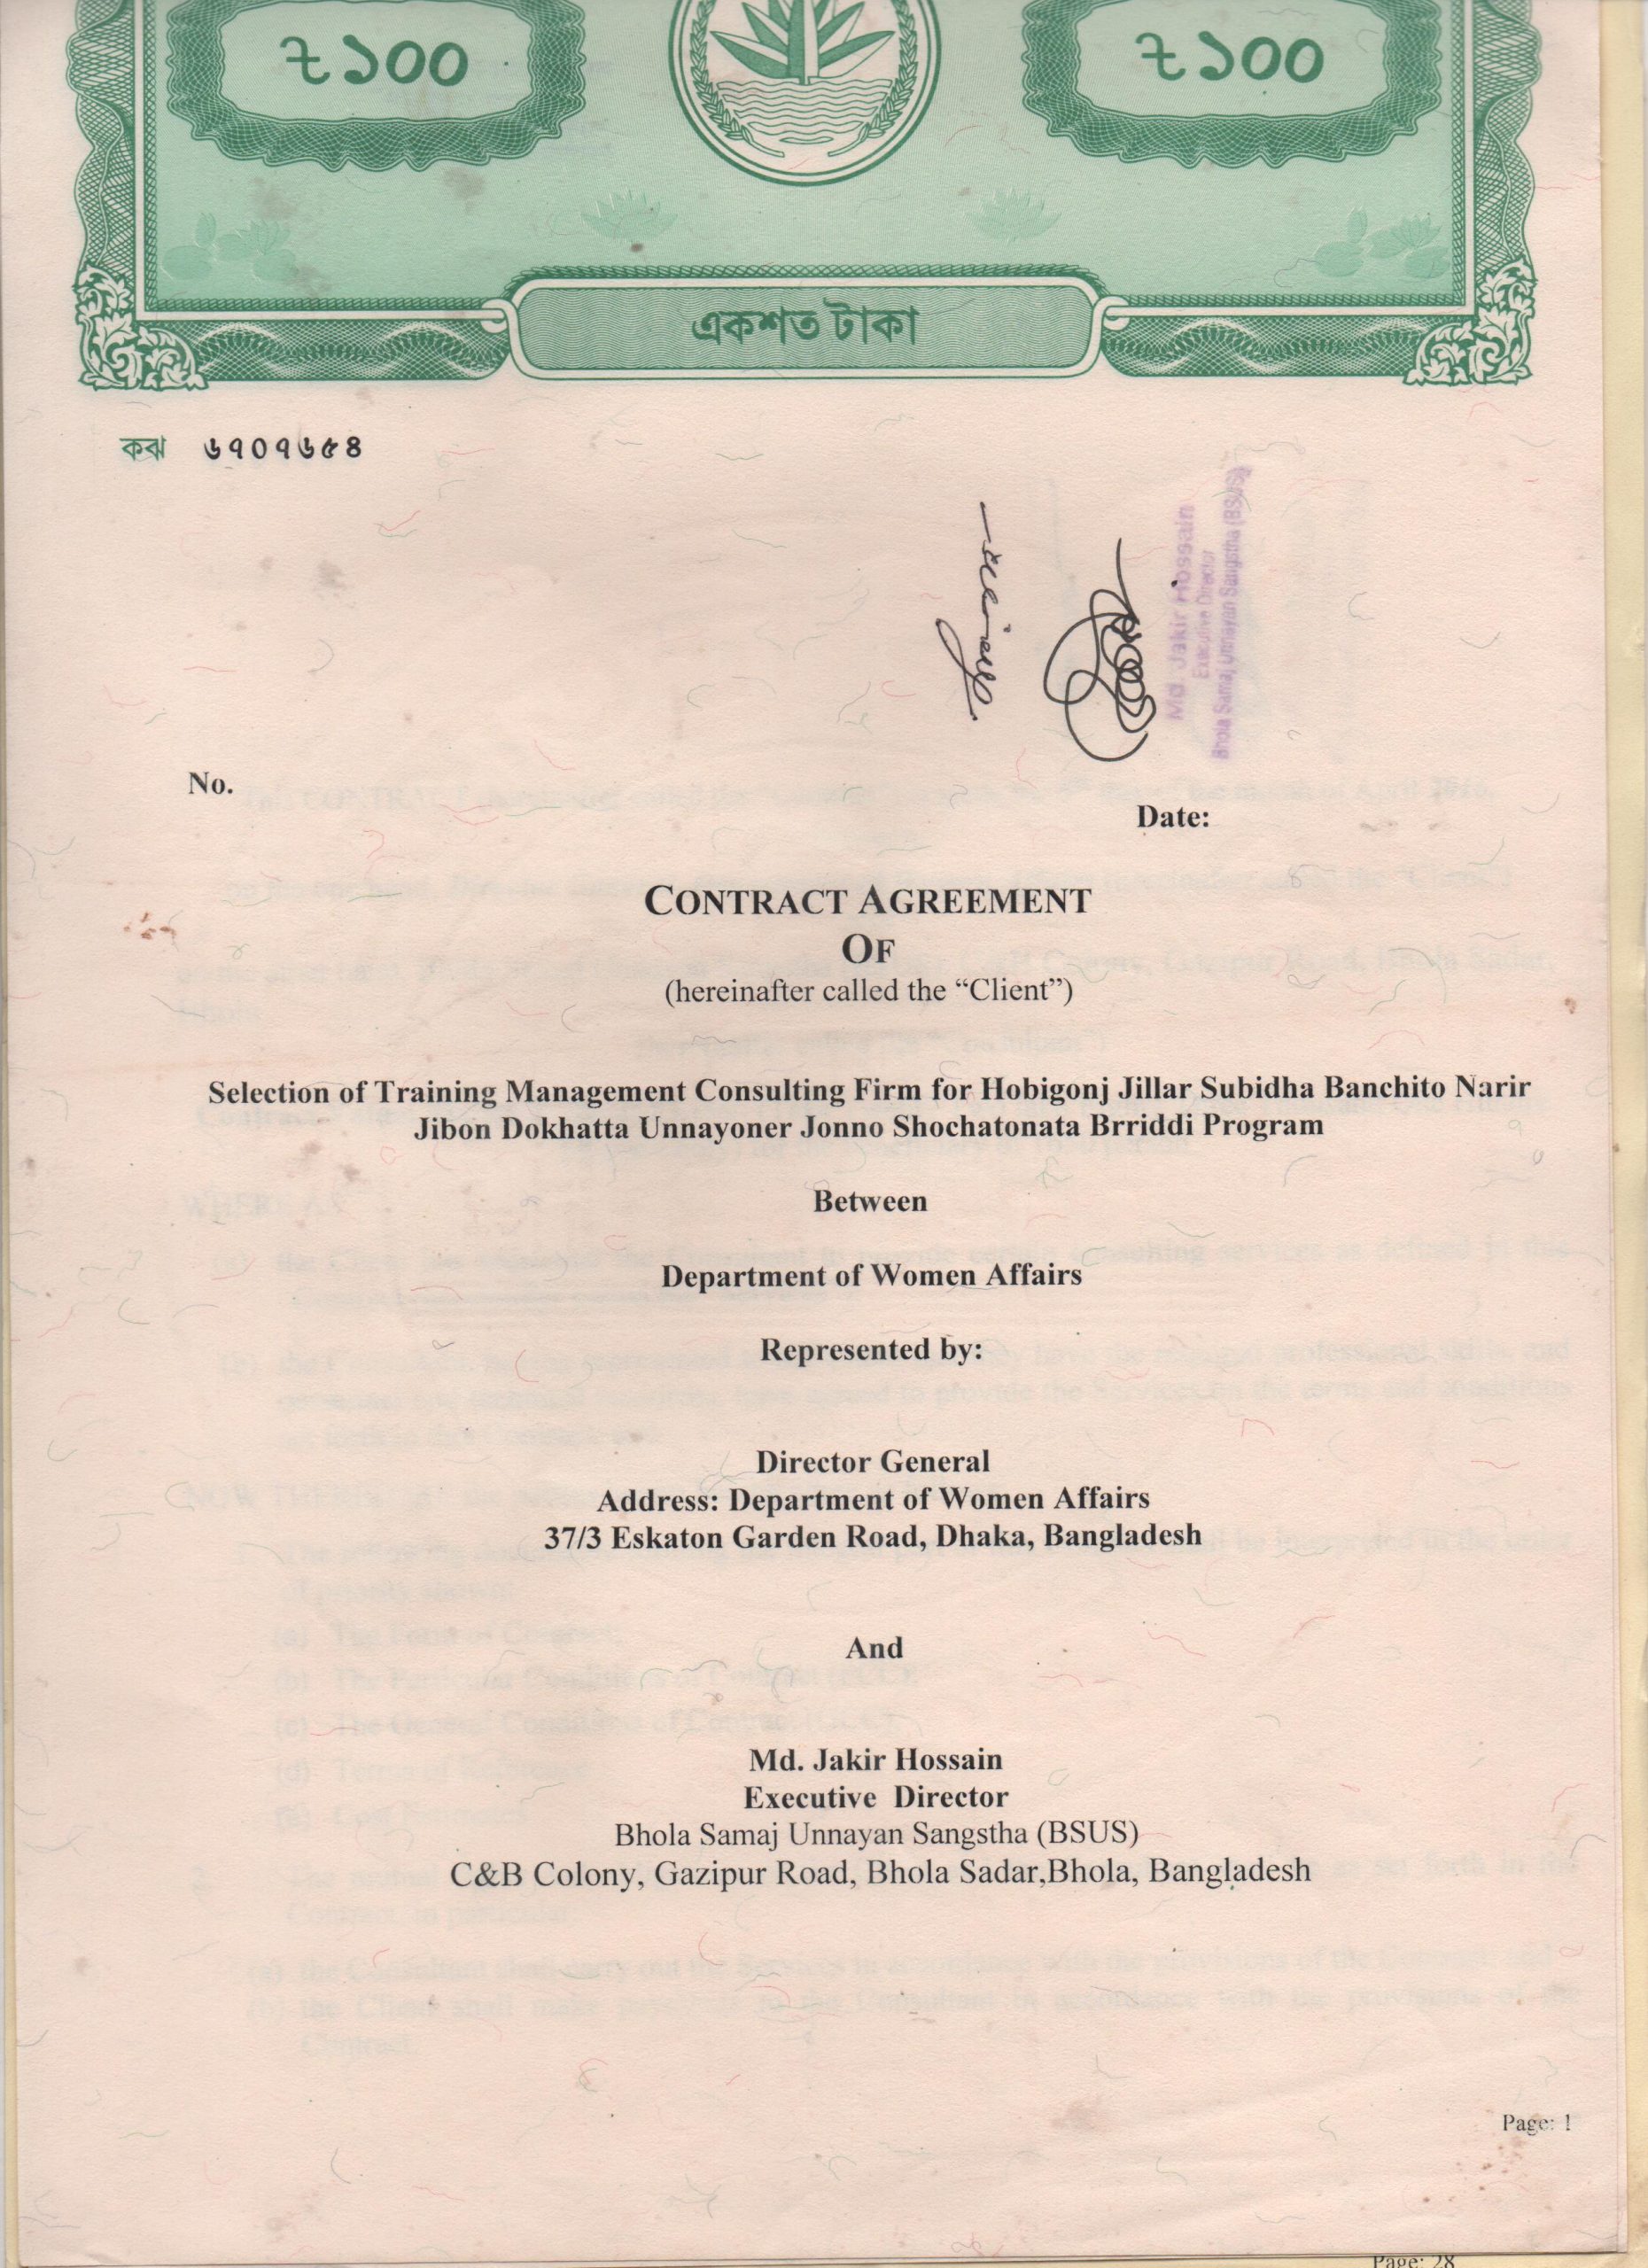 ৳ ১০০
৳ ১০০
একশত টাকা
কঝ ৬৭০৭৬৫৪
Md. Jakir Hossain
Executive Director
Bhola Samaj Unnayan Sangstha (BSUS)
No.
Date:
CONTRACT AGREEMENT
OF
(hereinafter called the “Client”)
Selection of Training Management Consulting Firm for Hobigonj Jillar Subidha Banchito Narir
Jibon Dokhatta Unnayoner Jonno Shochatonata Brriddi Program
Between
Department of Women Affairs
Represented by:
Director General
Address: Department of Women Affairs
37/3 Eskaton Garden Road, Dhaka, Bangladesh
And
Md. Jakir Hossain
Executive Director
Bhola Samaj Unnayan Sangstha (BSUS)
C&B Colony, Gazipur Road, Bhola Sadar,Bhola, Bangladesh
Page: 1
Page: 28